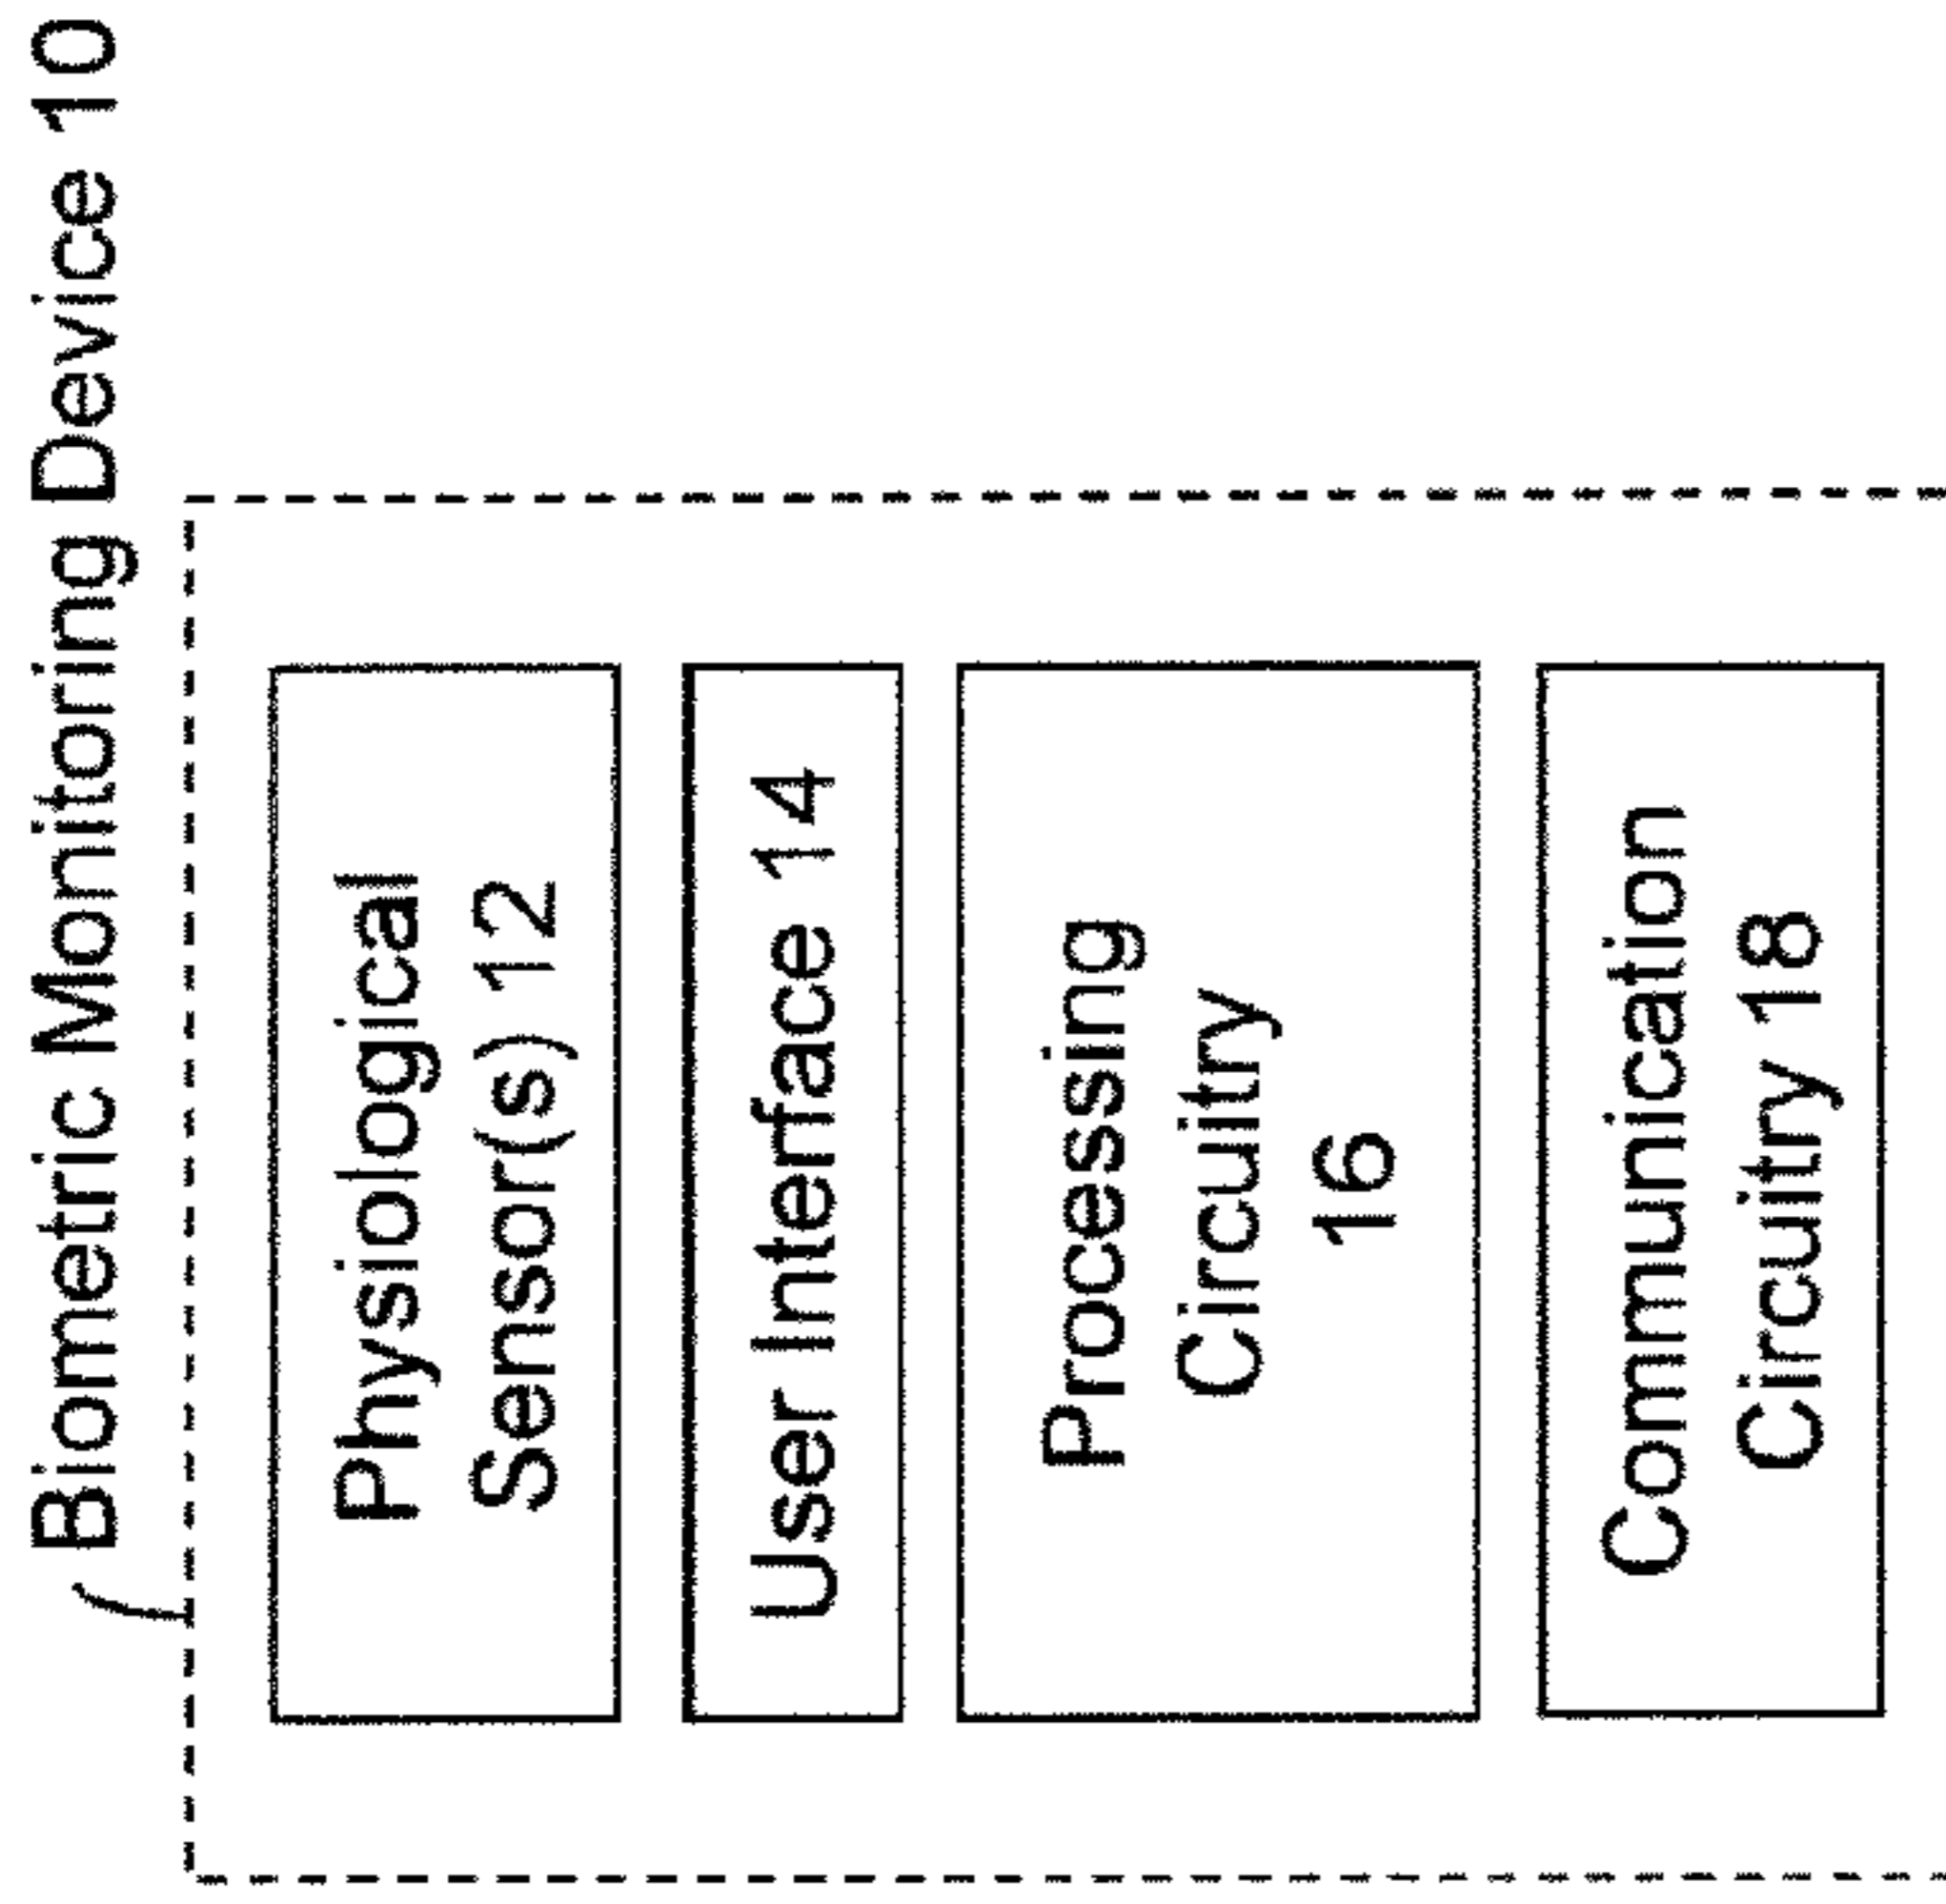 Biometric Monitoring Device 10
Physiological
Sensor(s) 12
User Interface 14
Processing
Circuitry
16
Communication
Circuitry 18